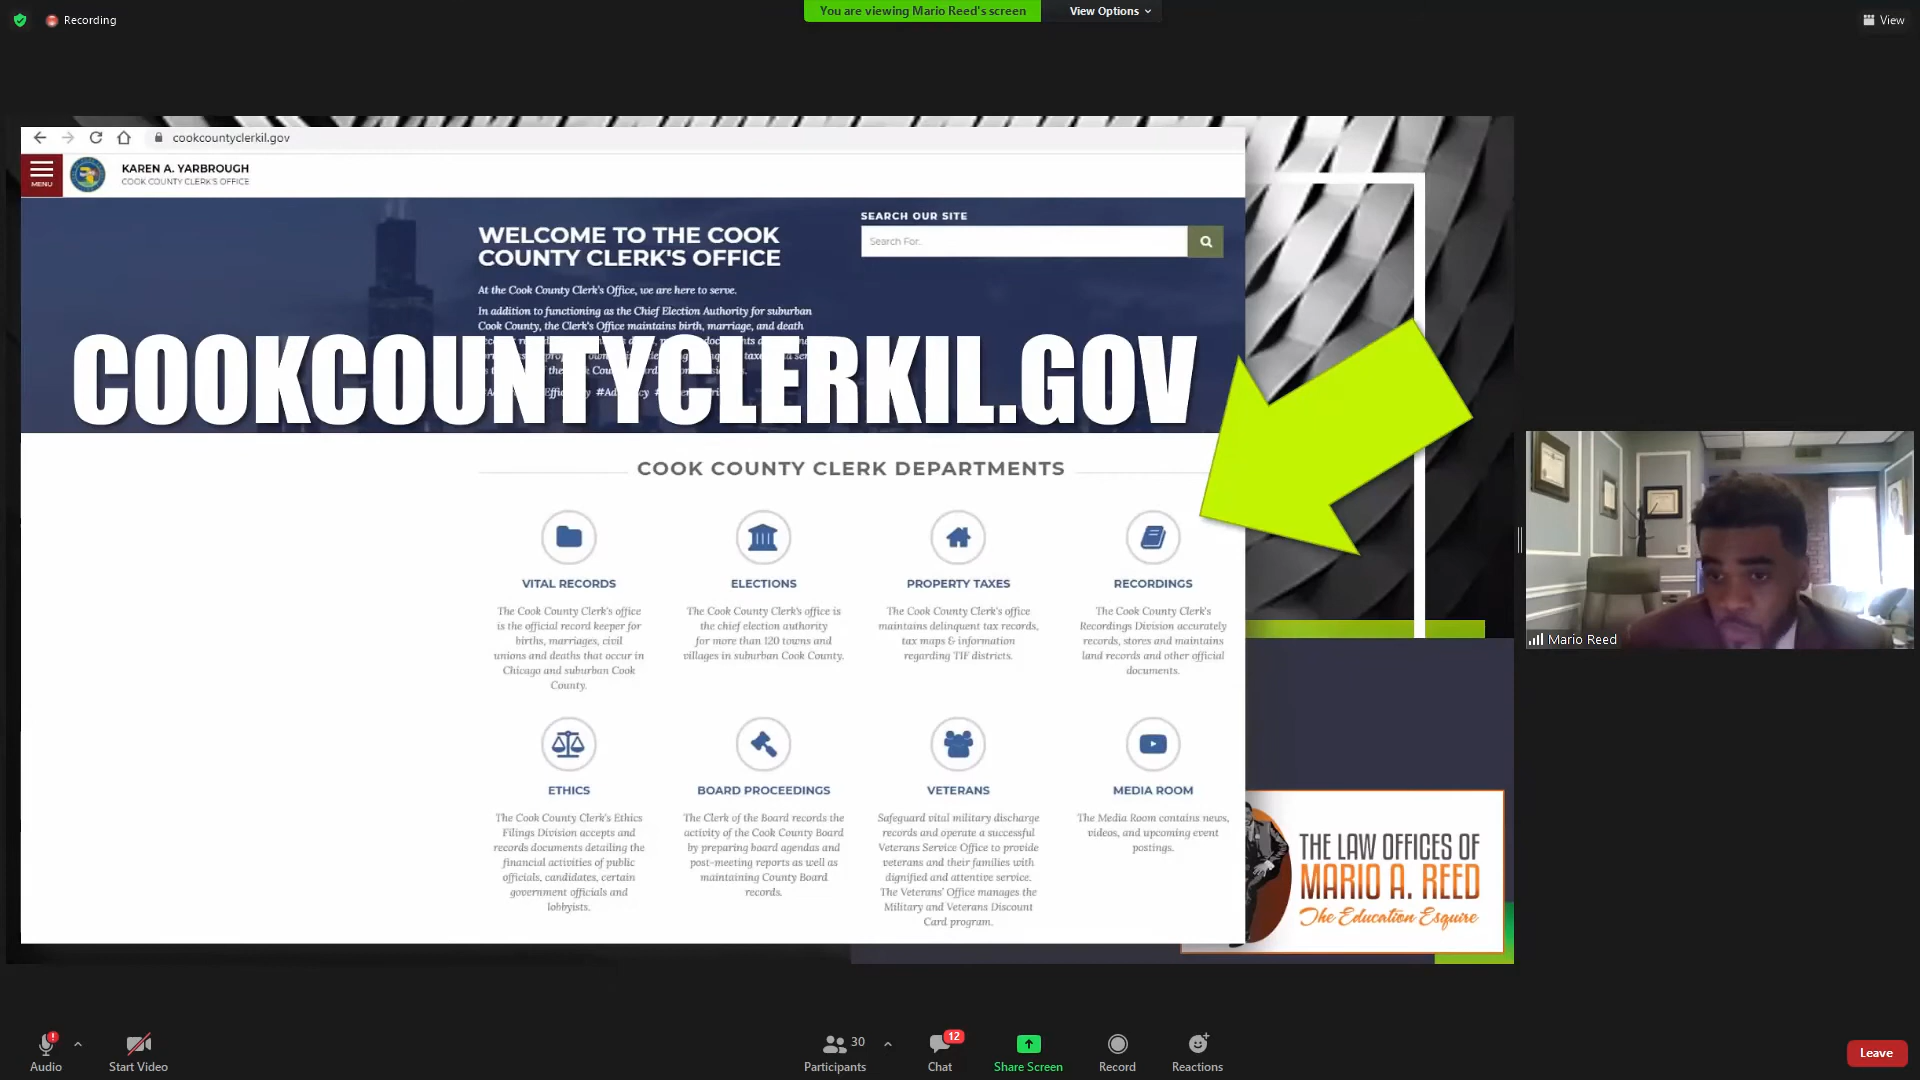 Recording
You are viewing Mario Reed's screen
View Options
View
cookcountyclerkil.gov
MENU
KAREN A. YARBROUGH
COOK COUNTY CLERK'S OFFICE
SEARCH OUR SITE
Search For..
WELCOME TO THE COOK
COUNTY CLERK'S OFFICE
At the Cook County Clerk's Office, we are here to serve.
In addition to functioning as the Chief Election Authority for suburban
Cook County, the Clerk's Office maintains birth, marriage, and death
COOKCOUNTYCLERKIL.GOV
COOK COUNTY CLERK DEPARTMENTS
VITAL RECORDS
The Cook County Clerk's office
is the official record keeper for
births, marriages, civil
unions and deaths that occur in
Chicago and suburban Cook
County.
ELECTIONS
The Cook County Clerk's office is
the chief election authority
for more than 120 towns and
villages in suburban Cook County.
PROPERTY TAXES
The Cook County Clerk's office
maintains delinquent tax records,
tax maps & information
regarding TIF districts.
RECORDINGS
The Cook County Clerk's
Recordings Division accurately
records, stores and maintains
land records and other official
documents.
ETHICS
The Cook County Clerk's Ethics
Filings Division accepts and
records documents detailing the
financial activities of public
officials, candidates, certain
government officials and
lobbyists.
BOARD PROCEEDINGS
The Clerk of the Board records the
activity of the Cook County Board
by preparing board agendas and
post-meeting reports as well as
maintaining County Board
records.
VETERANS
Safeguard vital military discharge
records and operate a successful
Veterans Service Office to provide
veterans and their families with
dignified and attentive service.
The Veterans' Office manages the
Military and Veterans Discount
Card program.
MEDIA ROOM
The Media Room contains news,
videos, and upcoming event
postings.
THE LAW OFFICES OF
MARIO A. REED
The Education Esquire
Mario Reed
Audio
Start Video
30
Participants
12
Chat
Share Screen
Record
Reactions
Leave